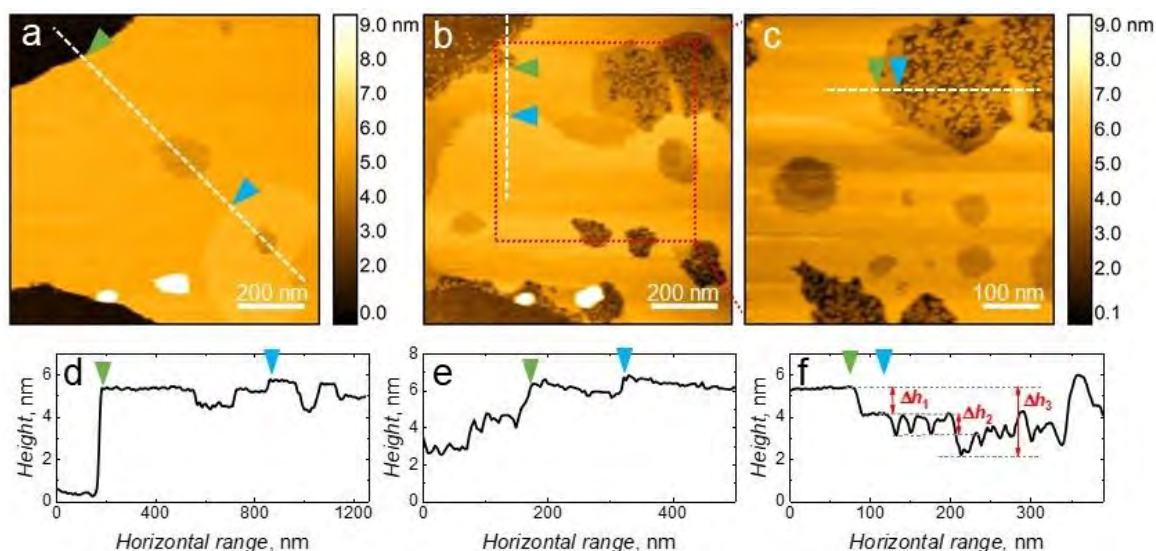 a
9.0 nm
8.0
7.0
6.0
5.0
4.0
3.0
2.0
0.0
200 nm
b
200 nm
c
9.0 nm
8.0
7.0
6.0
5.0
4.0
3.0
2.0
0.1
100 nm
d
Height, nm
6
4
2
0
0 400 800 1200
Horizontal range, nm
e
Height, nm
8
6
4
2
0
0 200 400
Horizontal range, nm
f
Height, nm
6
4
2
0
Δh1
Δh2
Δh3
0 100 200 300
Horizontal range, nm